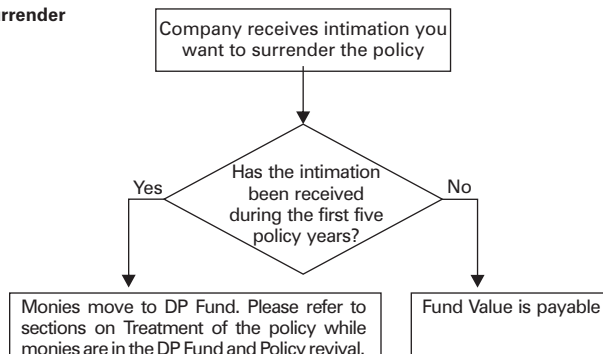 urrender
Company receives intimation you
want to surrender the policy
Has the intimation
been received
during the first five
policy years?
Yes
No
Monies move to DP Fund. Please refer to
sections on Treatment of the policy while
monies are in the DP Fund and Policy revival.
Fund Value is payable